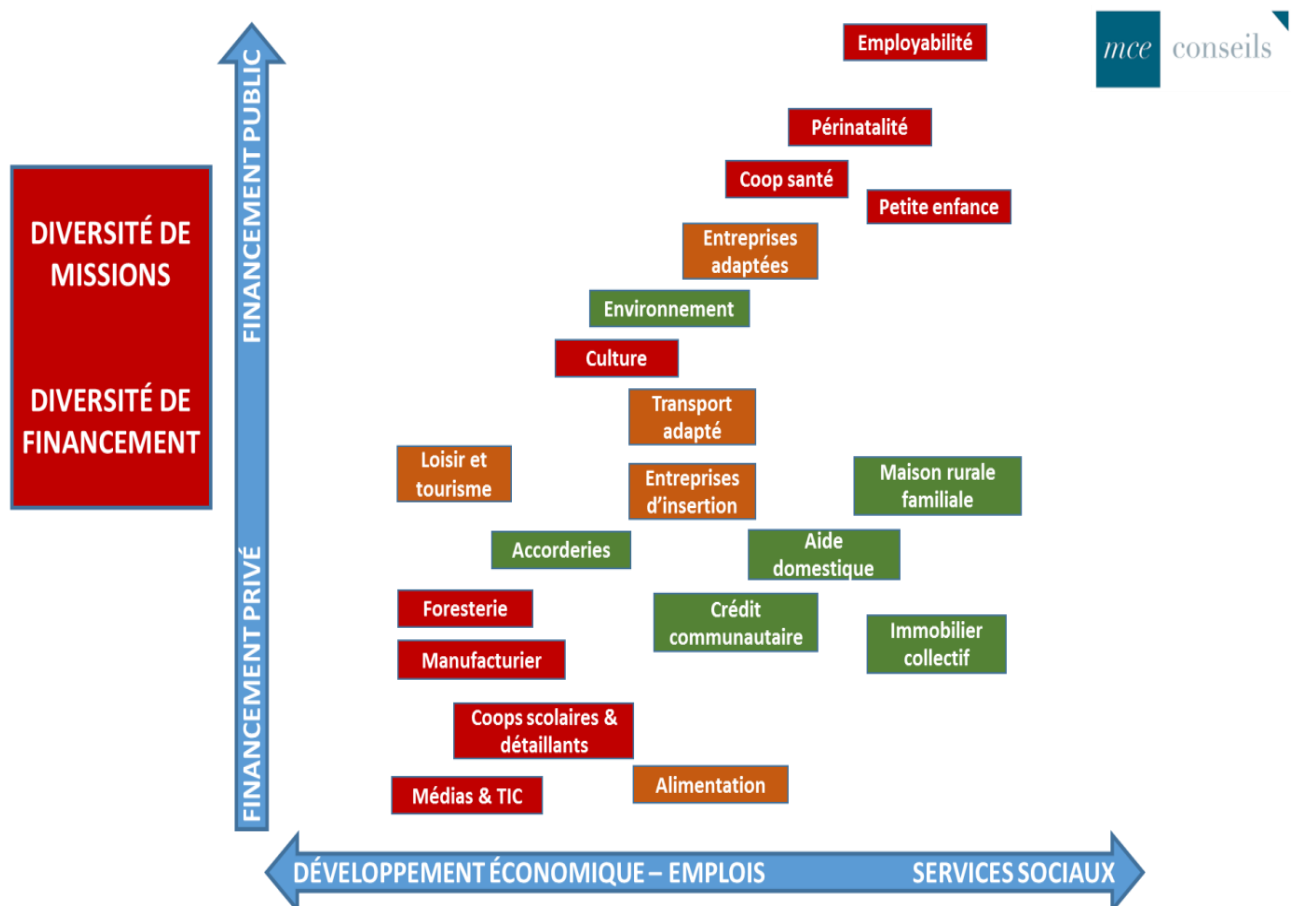 Employabilité
mce conseils
Périnatalité
Coop santé
Petite enfance
FINANCEMENT PUBLIC
DIVERSITÉ DE
MISSIONS
DIVERSITÉ DE
FINANCEMENT
Entreprises
adaptées
Environnement
Culture
Transport
adapté
Loisir et
tourisme
Entreprises
d'insertion
Maison rurale
familiale
Accorderies
Aide
domestique
FINANCEMENT PRIVÉ
Foresterie
Crédit
communautaire
Immobilier
collectif
Manufacturier
Coops scolaires &
détaillants
Alimentation
Médias & TIC
DÉVELOPPEMENT ÉCONOMIQUE – EMPLOIS
SERVICES SOCIAUX